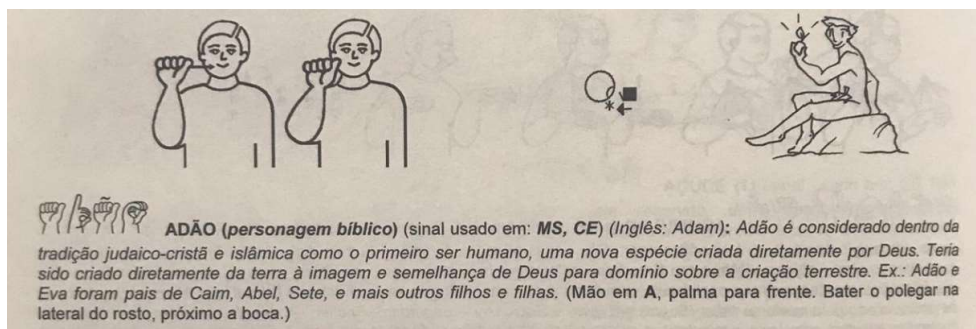 ADÃO (personagem bíblico) (sinal usado em: MS, CE) (Inglês: Adam): Adão é considerado dentro da
tradição judaico-cristã e islâmica como o primeiro ser humano, uma nova espécie criada diretamente por Deus. Teria
sido criado diretamente da terra à imagem e semelhança de Deus para domínio sobre a criação terrestre. Ex.: Adão e
Eva foram pais de Caim, Abel, Sete, e mais outros filhos e filhas. (Mão em A, palma para frente. Bater o polegar na
lateral do rosto, próximo a boca.)